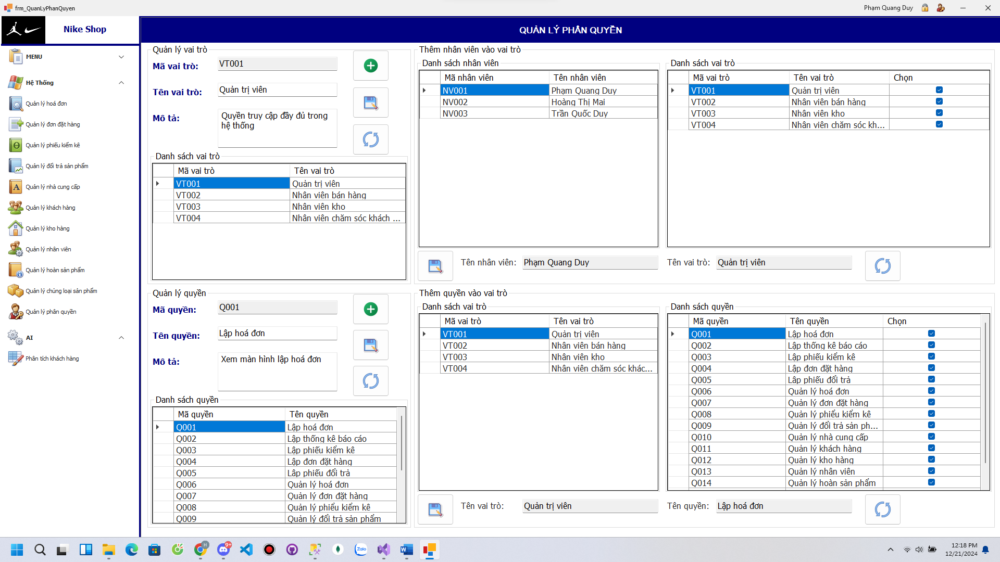 frm_QuanLyPhanQuyen
Phạm Quang Duy
Nike Shop
QUẢN LÝ PHÂN QUYỀN
MENU
Hệ Thống
Quản lý hoá đơn
Quản lý đơn đặt hàng
Quản lý phiếu kiểm kê
Quản lý đổi trả sản phẩm
Quản lý nhà cung cấp
Quản lý khách hàng
Quản lý kho hàng
Quản lý nhân viên
Quản lý hoàn sản phẩm
Quản lý chủng loại sản phẩm
Quản lý phân quyền
AI
Phân tích khách hàng
Quản lý vai trò
Mã vai trò: VT001
Tên vai trò: Quản trị viên
Mô tả: Quyền truy cập đầy đủ trong
hệ thống
Danh sách vai trò
Mã vai trò Tên vai trò
VT001 Quản trị viên
VT002 Nhân viên bán hàng
VT003 Nhân viên kho
VT004 Nhân viên chăm sóc khách ...
Thêm nhân viên vào vai trò
Danh sách nhân viên
Mã nhân viên Tên nhân viên
NV001 Phạm Quang Duy
NV002 Hoàng Thị Mai
NV003 Trần Quốc Duy
Danh sách vai trò
Mã vai trò Tên vai trò Chọn
VT001 Quản trị viên
VT002 Nhân viên bán hàng
VT003 Nhân viên kho
VT004 Nhân viên chăm sóc kh...
Tên nhân viên: Phạm Quang Duy
Tên vai trò: Quản trị viên
Quản lý quyền
Mã quyền: Q001
Tên quyền: Lập hoá đơn
Mô tả: Xem màn hình lập hoá đơn
Danh sách quyền
Mã quyền Tên quyền
Q001 Lập hoá đơn
Q002 Lập thống kê báo cáo
Q003 Lập phiếu kiểm kê
Q004 Lập đơn đặt hàng
Q005 Lập phiếu đổi trả
Q006 Quản lý hoá đơn
Q007 Quản lý đơn đặt hàng
Q008 Quản lý phiểu kiểm kê
Q009 Quản lý đổi trả sản phẩm
Thêm quyền vào vai trò
Danh sách vai trò
Mã vai trò Tên vai trò
VT001 Quản trị viên
VT002 Nhân viên bán hàng
VT003 Nhân viên kho
VT004 Nhân viên chăm sóc khác...
Danh sách quyền
Mã quyền Tên quyền Chọn
Q001 Lập hoá đơn
Q002 Lập thống kê báo cáo
Q003 Lập phiếu kiểm kê
Q004 Lập đơn đặt hàng
Q005 Lập phiếu đổi trả
Q006 Quản lý hoá đơn
Q007 Quản lý đơn đặt hàng
Q008 Quản lý phiểu kiểm kê
Q009 Quản lý đổi trả sản ph...
Q010 Quản lý nhà cung cấp
Q011 Quản lý khách hàng
Q012 Quản lý kho hàng
Q013 Quản lý nhân viên
Q014 Quản lý hoàn sản phẩm
Tên vai trò: Quản trị viên
Tên quyền: Lập hoá đơn
H
9+
Zalo
12:18 PM
12/21/2024